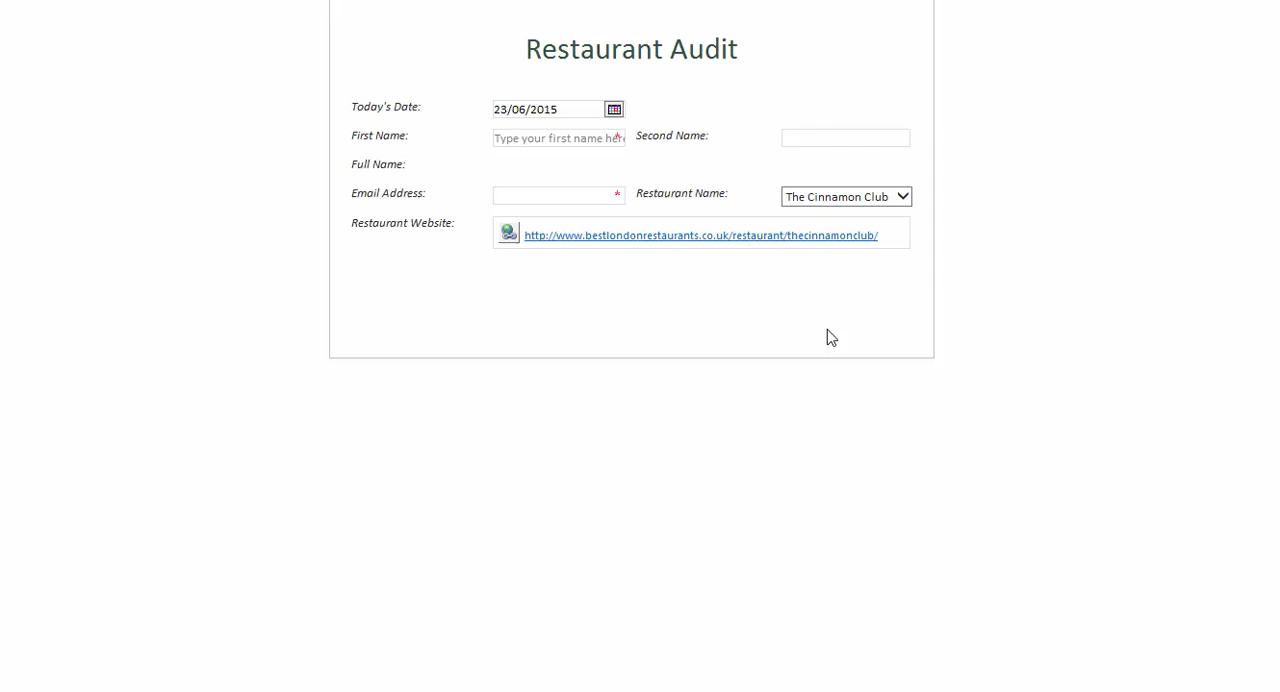 Restaurant Audit
Today's Date: 23/06/2015
First Name: Type your first name here * Second Name:
Full Name:
Email Address: * Restaurant Name: The Cinnamon Club
Restaurant Website: http://www.bestlondonrestaurants.co.uk/restaurant/thecinnamonclub/